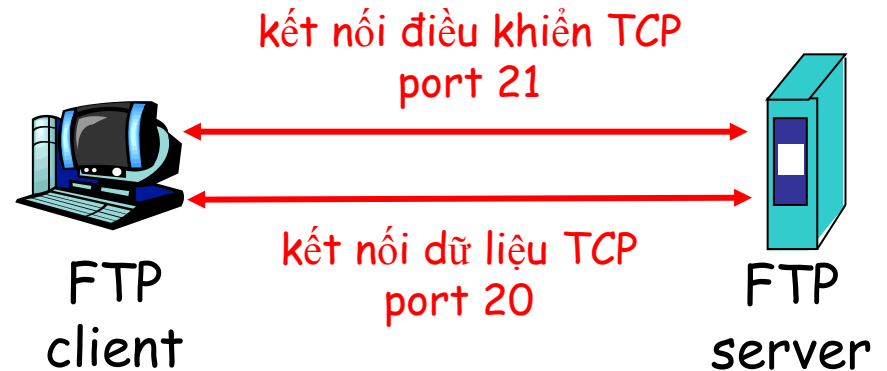 kết nối điều khiển TCP
port 21
kết nối dữ liệu TCP
port 20
FTP
client
FTP
server